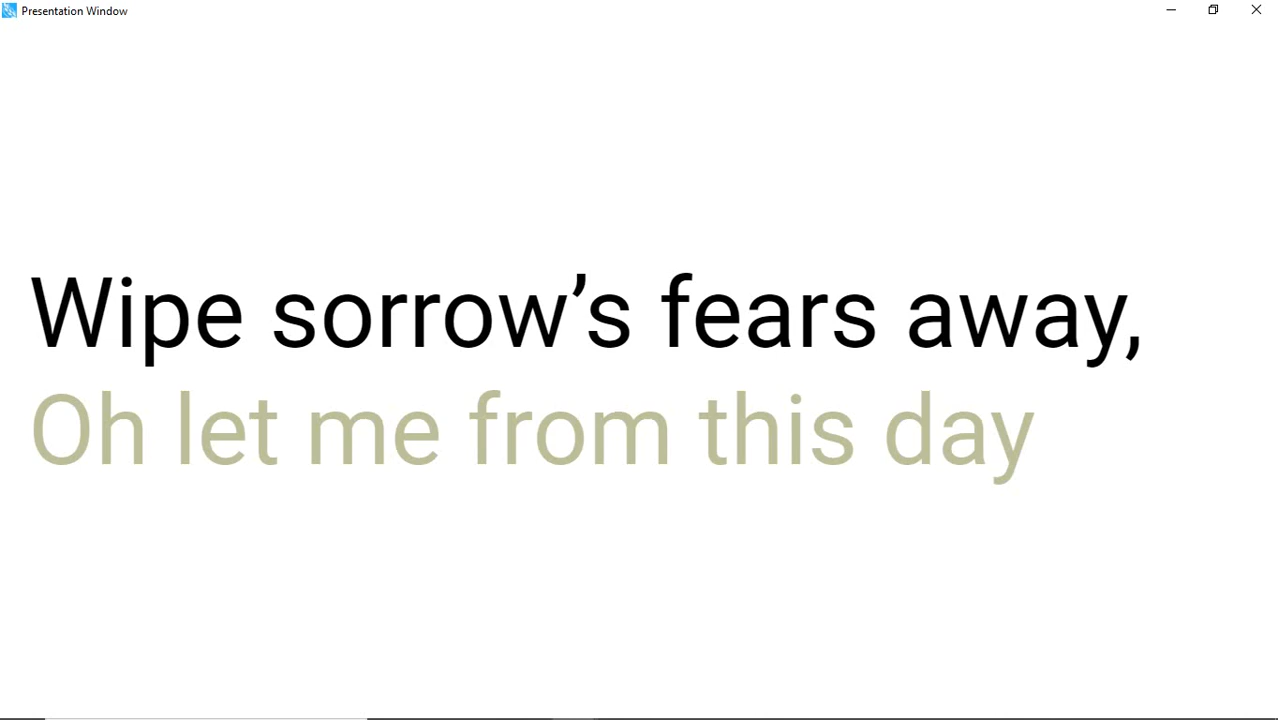 Presentation Window
Wipe sorrow’s fears away,
Oh let me from this day